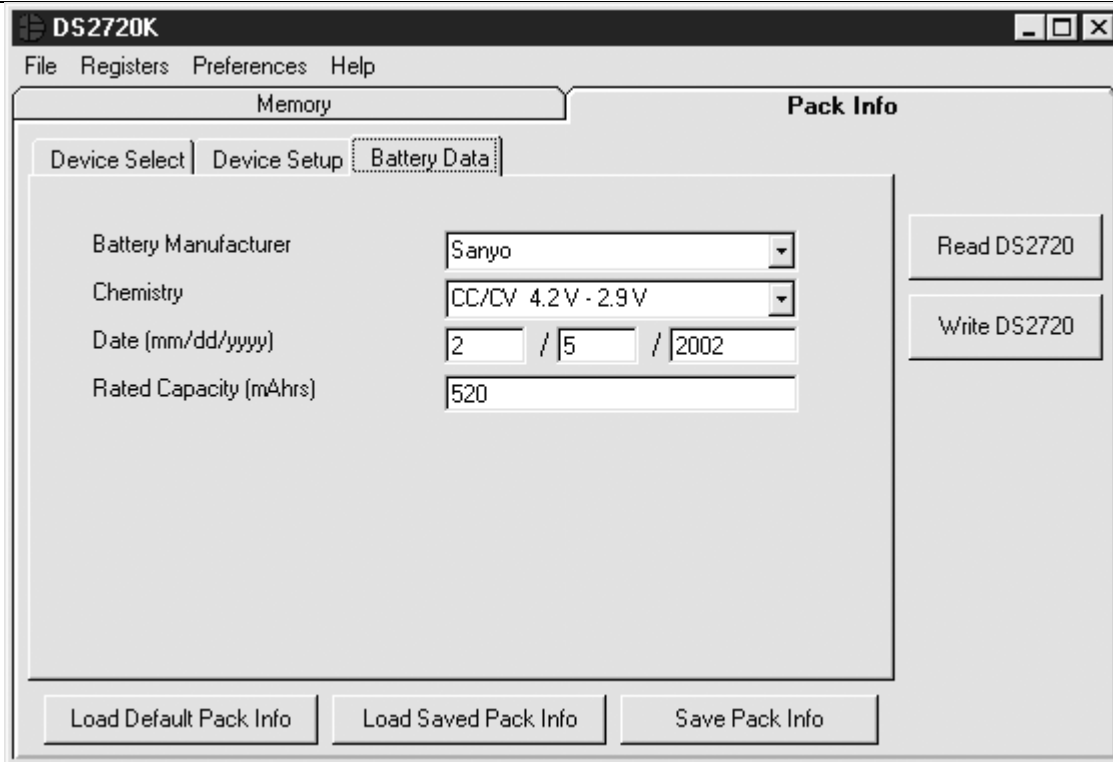 DS2720K
File Registers Preferences Help
Memory Pack Info
Device Select Device Setup Battery Data
Battery Manufacturer Sanyo
Read DS2720
Chemistry CC/CV 4.2 V - 2.9 V
Write DS2720
Date (mm/dd/yyyy) 2 / 5 / 2002
Rated Capacity (mAhrs) 520
Load Default Pack Info Load Saved Pack Info Save Pack Info